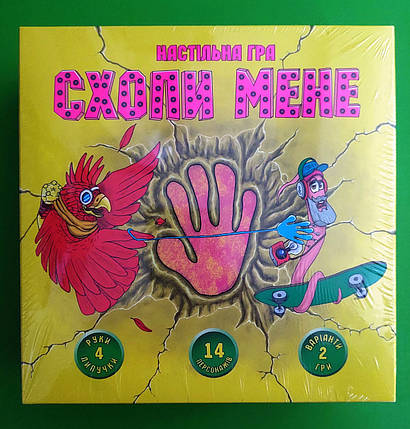 НАСТІЛЬНА ГРА
СХОПИ МЕНЕ
РУКИ
4
ЛИПУЧКИ
14
ПЕРСОНАЖІВ
ВАРІАНТИ
2
ГРИ